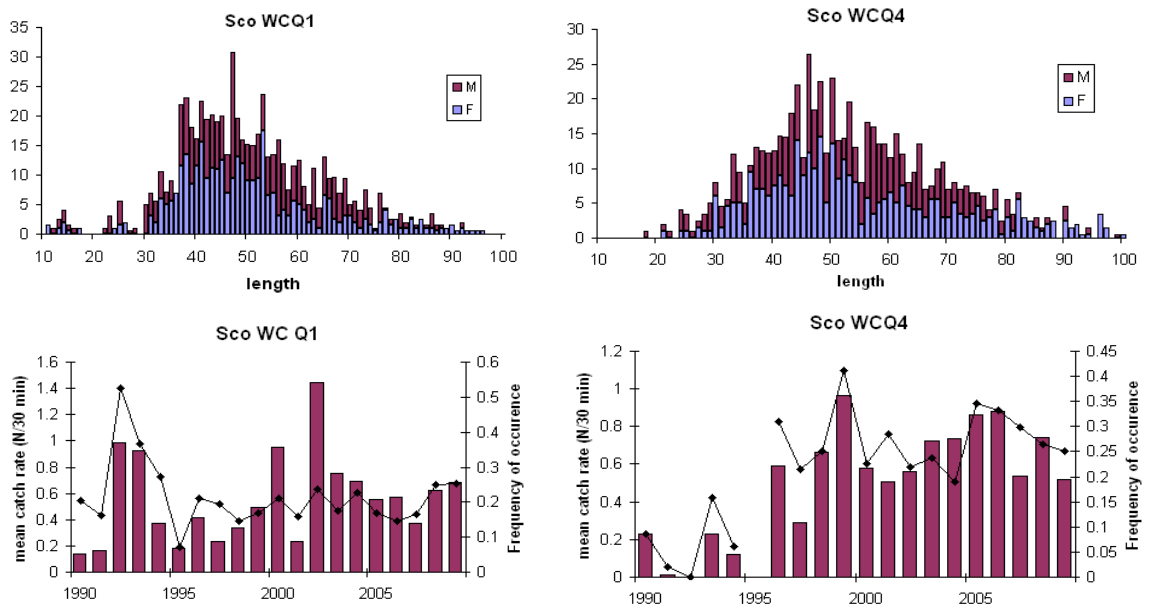 Sco WCQ1
35
30
25
20
15
10
5
0
M
F
10 20 30 40 50 60 70 80 90 100
length
Sco WCQ4
30
25
20
15
10
5
0
M
F
10 20 30 40 50 60 70 80 90 100
length
Sco WC Q1
mean catch rate (N/30 min)
1.6
1.4
1.2
1
0.8
0.6
0.4
0.2
0
0.6
0.5
0.4
0.3
0.2
0.1
0
Frequency of occurence
1990 1995 2000 2005
Sco WCQ4
mean catch rate (N/30 min)
1.2
1
0.8
0.6
0.4
0.2
0
0.45
0.4
0.35
0.3
0.25
0.2
0.15
0.1
0.05
0
Frequency of occurence
1990 1995 2000 2005